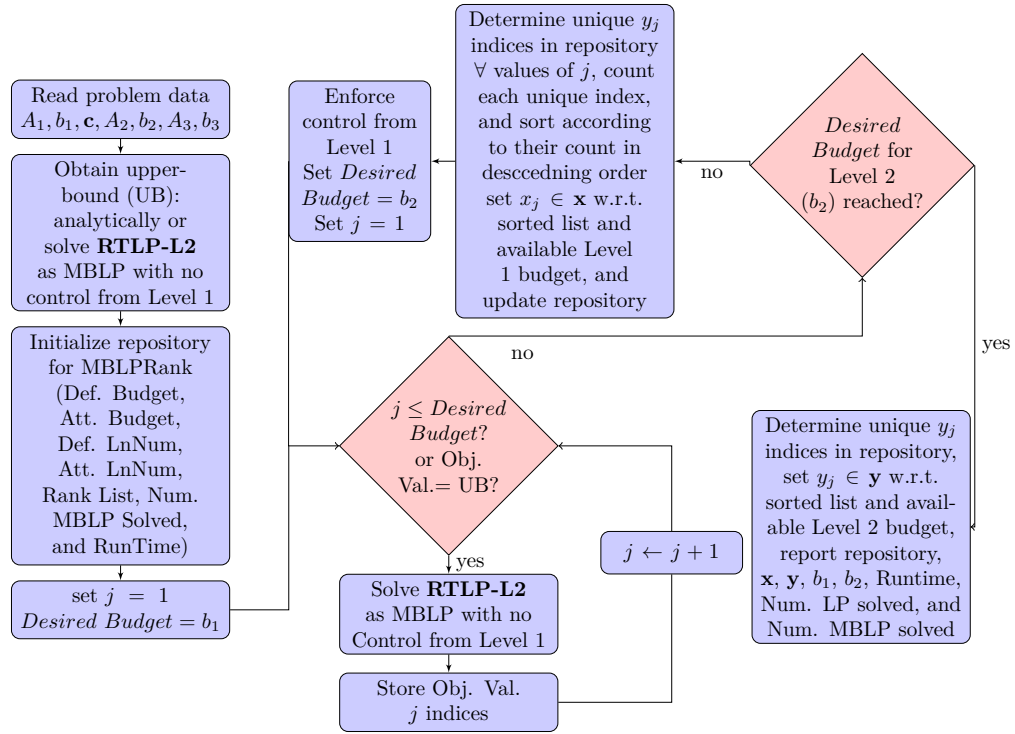 Read problem data
A₁, b₁, c, A₂, b₂, A₃, b₃
Obtain upper-
bound (UB):
analytically or
solve RTLP-L2
as MBLP with no
control from Level 1
Initialize repository
for MBLPRank
(Def. Budget,
Att. Budget,
Def. LnNum,
Att. LnNum,
Rank List, Num.
MBLP Solved,
and RunTime)
set j = 1
Desired Budget = b₁
Enforce
control from
Level 1
Set Desired
Budget = b₂
Set j = 1
Determine unique yⱼ
indices in repository
∀ values of j, count
each unique index,
and sort according
to their count in
desccedning order
set xⱼ ∈ x w.r.t.
sorted list and
available Level
1 budget, and
update repository
no
Desired
Budget for
Level 2
(b₂) reached?
yes
no
j ≤ Desired
Budget?
or Obj.
Val.= UB?
yes
Solve RTLP-L2
as MBLP with no
Control from Level 1
Store Obj. Val.
j indices
j ← j + 1
Determine unique yⱼ
indices in repository,
set yⱼ ∈ y w.r.t.
sorted list and avail-
able Level 2 budget,
report repository,
x, y, b₁, b₂, Runtime,
Num. LP solved, and
Num. MBLP solved